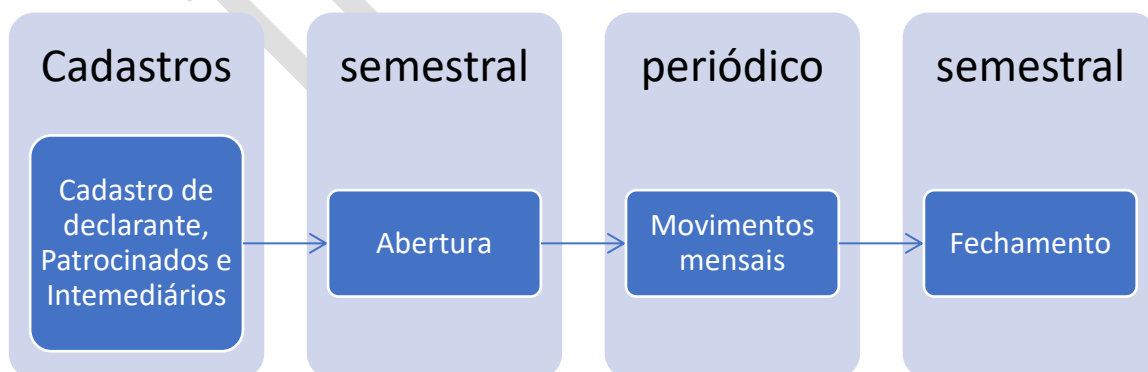 Cadastros
Cadastro de
declarante,
Patrocinados e
Intemediários
semestral
Abertura
periódico
Movimentos
mensais
semestral
Fechamento